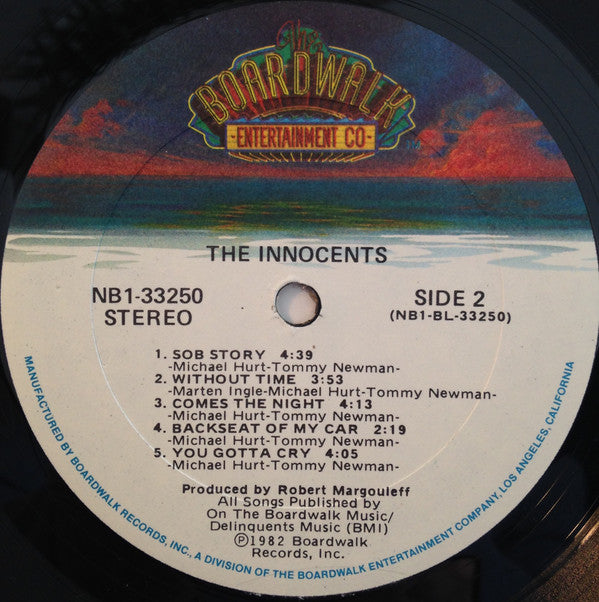 The
BOARDWALK
-ENTERTAINMENT CO-
THE INNOCENTS
NB1-33250
STEREO
SIDE 2
(NB1-BL-33250)
1. SOB STORY 4:39
-Michael Hurt-Tommy Newman-
2. WITHOUT TIME 3:53
-Marten Ingle-Michael Hurt-Tommy Newman-
3. COMES THE NIGHT 4:13
-Michael Hurt-Tommy Newman-
4. BACKSEAT OF MY CAR 2:19
-Michael Hurt-Tommy Newman-
5. YOU GOTTA CRY 4:05
-Michael Hurt-Tommy Newman-
Produced by Robert Margouleff
All Songs Published by
On The Boardwalk Music/
Delinquents Music (BMI)
Ⓟ1982 Boardwalk
Records, Inc.
MANUFACTURED BY BOARDWALK RECORDS, INC., A DIVISION OF THE BOARDWALK ENTERTAINMENT COMPANY, LOS ANGELES, CALIFORNIA